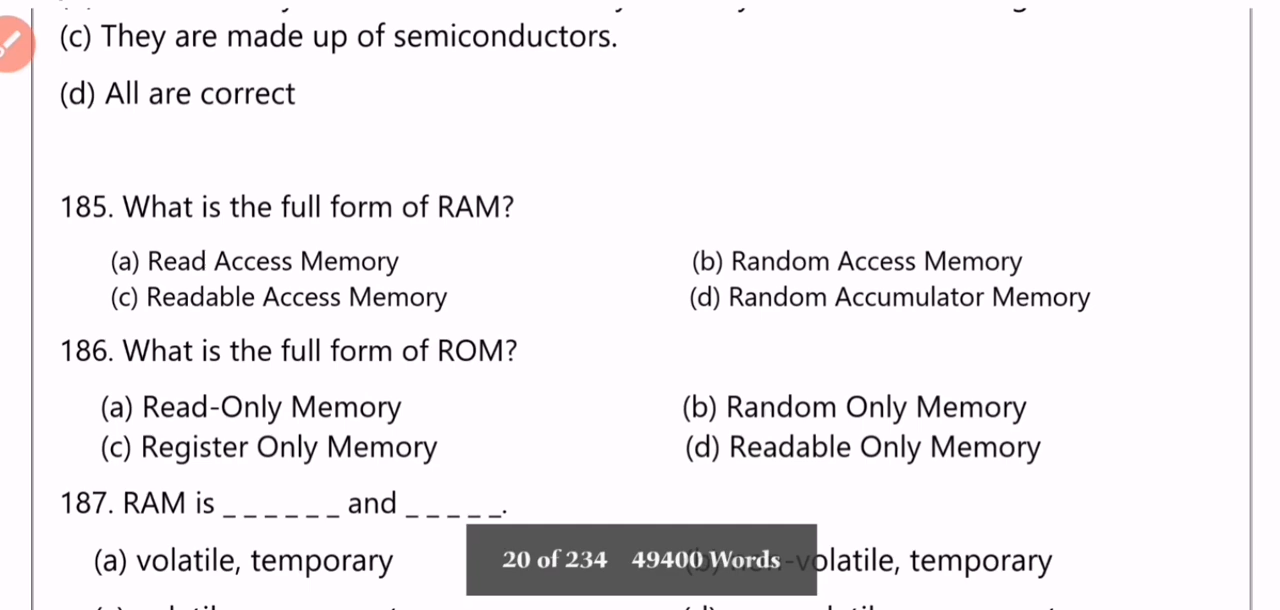 (c) They are made up of semiconductors.
(d) All are correct
185. What is the full form of RAM?
(a) Read Access Memory (b) Random Access Memory
(c) Readable Access Memory (d) Random Accumulator Memory
186. What is the full form of ROM?
(a) Read-Only Memory (b) Random Only Memory
(c) Register Only Memory (d) Readable Only Memory
187. RAM is _ _ _ _ _ _ and _ _ _ _ _.
(a) volatile, temporary (b) non-volatile, temporary
20 of 234 49400 Words